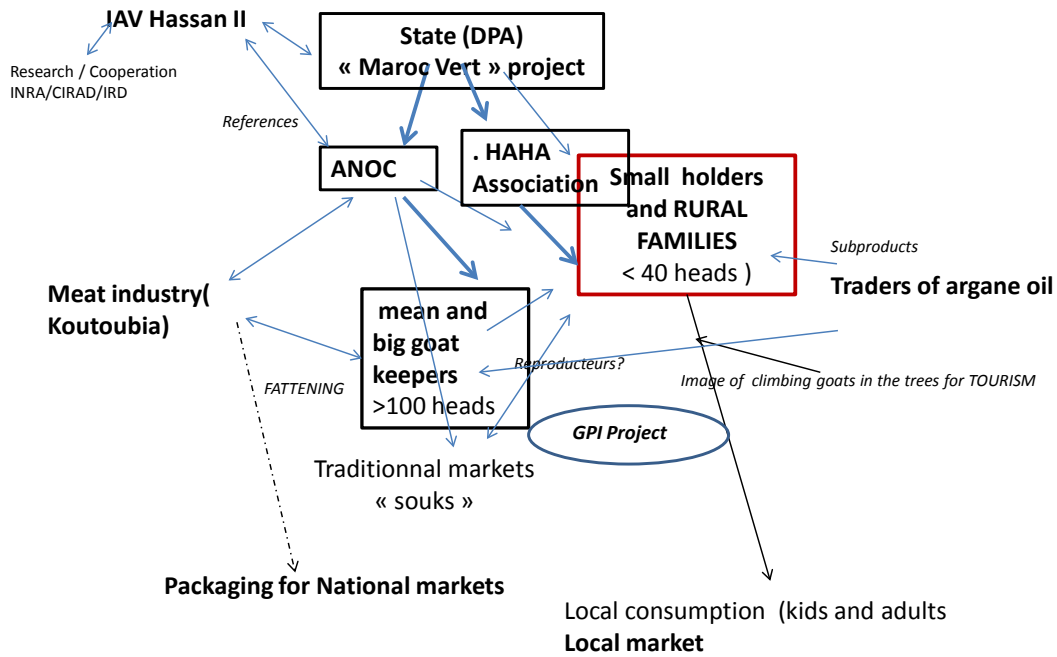 IAV Hassan II
State (DPA)
« Maroc Vert » project
Research / Cooperation
INRA/CIRAD/IRD
References
ANOC
. HAHA
Association
Small holders
and RURAL
FAMILIES
< 40 heads )
Subproducts
Traders of argane oil
Meat industry(
Koutoubia)
mean and
big goat
keepers
>100 heads
Reproducteurs?
FATTENING
Image of climbing goats in the trees for TOURISM
GPI Project
Traditionnal markets
« souks »
Packaging for National markets
Local consumption (kids and adults
Local market